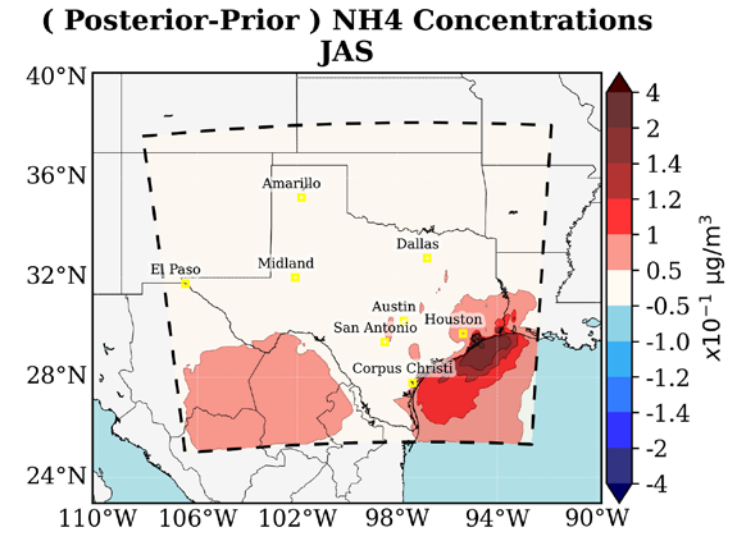 ( Posterior-Prior ) NH4 Concentrations
JAS
40°N
36°N
32°N
28°N
24°N
110°W 106°W 102°W 98°W 94°W 90°W
Amarillo
Dallas
El Paso
Midland
Austin
San Antonio
Houston
Corpus Christi
4
2
1.4
1.2
1
0.5
-0.5
-1.0
-1.2
-1.4
-2
-4
x10⁻¹ μg/m³